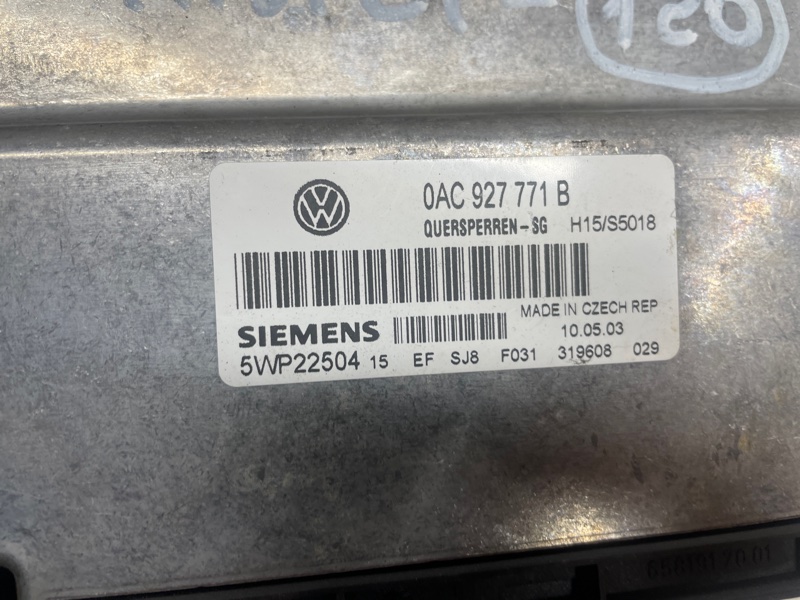 126
0AC 927 771 B
QUERSPERREN-SG H15/S5018
MADE IN CZECH REP
SIEMENS 10.05.03
5WP22504 15 EF SJ8 F031 319608 029